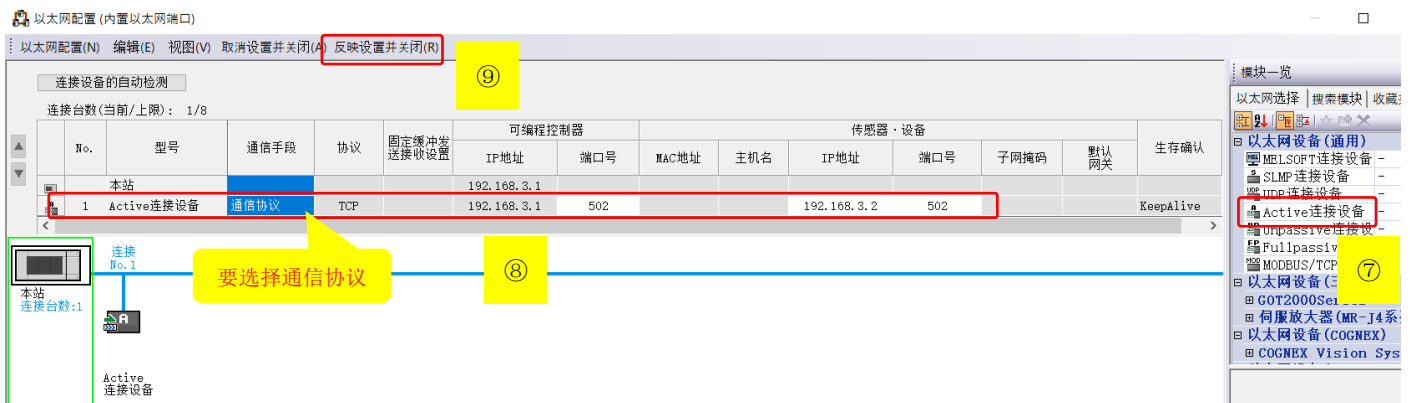 以太网配置 (内置以太网端口)
以太网配置(N) 编辑(E) 视图(V) 取消设置并关闭(A) 反映设置并关闭(R)
⑨
连接设备的自动检测
连接台数(当前/上限): 1/8
No. 型号 通信手段 协议 固定缓冲发送接收设置 可编程控制器 传感器・设备 生存确认
IP地址 端口号 MAC地址 主机名 IP地址 端口号 子网掩码 默认网关
本站 192.168.3.1
1 Active连接设备 通信协议 TCP 192.168.3.1 502 192.168.3.2 502 KeepAlive
要选择通信协议
⑧
连接
No.1
本站
连接台数:1
A
Active
连接设备
模块一览
以太网选择 搜索模块 收藏
以太网设备(通用)
MELSOFT连接设备 -
SLMP连接设备 -
UDP连接设备 -
Active连接设备 -
Unpassive连接设 -
Fullpassiv
MODBUS/TCP
⑦
以太网设备(三
GOT2000Ser
伺服放大器(MR-J4系
以太网设备(COGNEX)
COGNEX Vision Sys